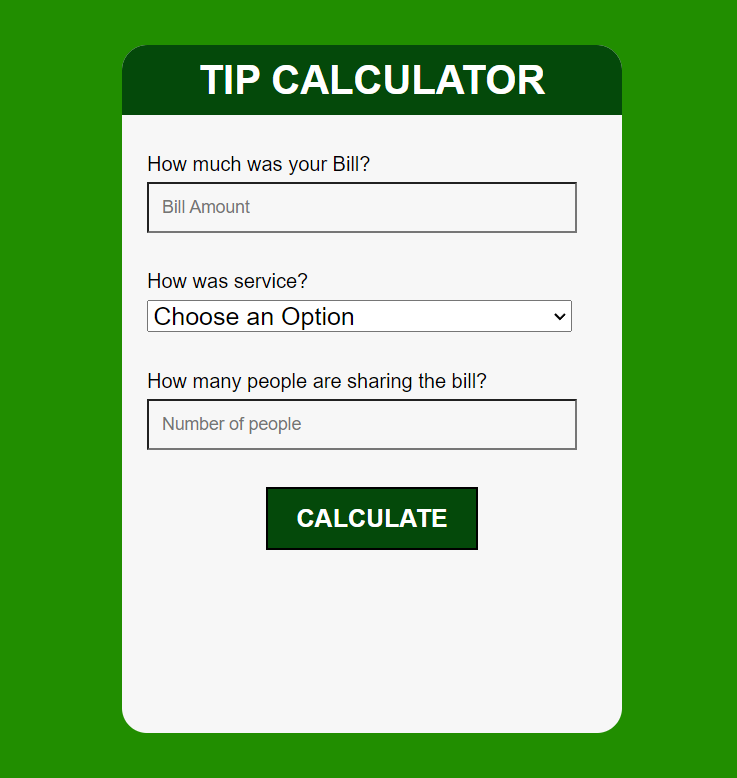 TIP CALCULATOR
How much was your Bill?
Bill Amount
How was service?
Choose an Option
How many people are sharing the bill?
Number of people
CALCULATE